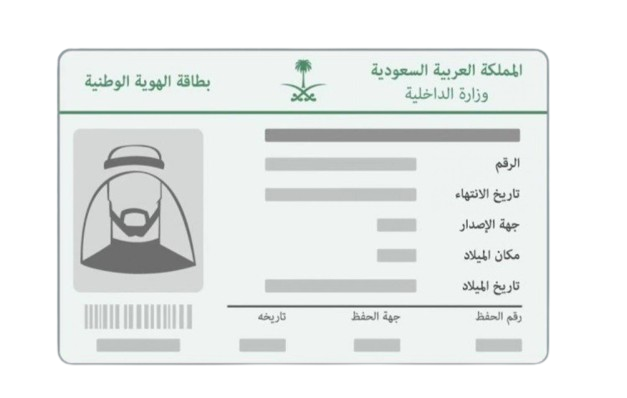 المملكة العربية السعودية
وزارة الداخلية
بطاقة الهوية الوطنية
الرقم
تاريخ الانتهاء
جهة الإصدار
مكان الميلاد
تاريخ الميلاد
رقم الحفظ جهة الحفظ تاريخه